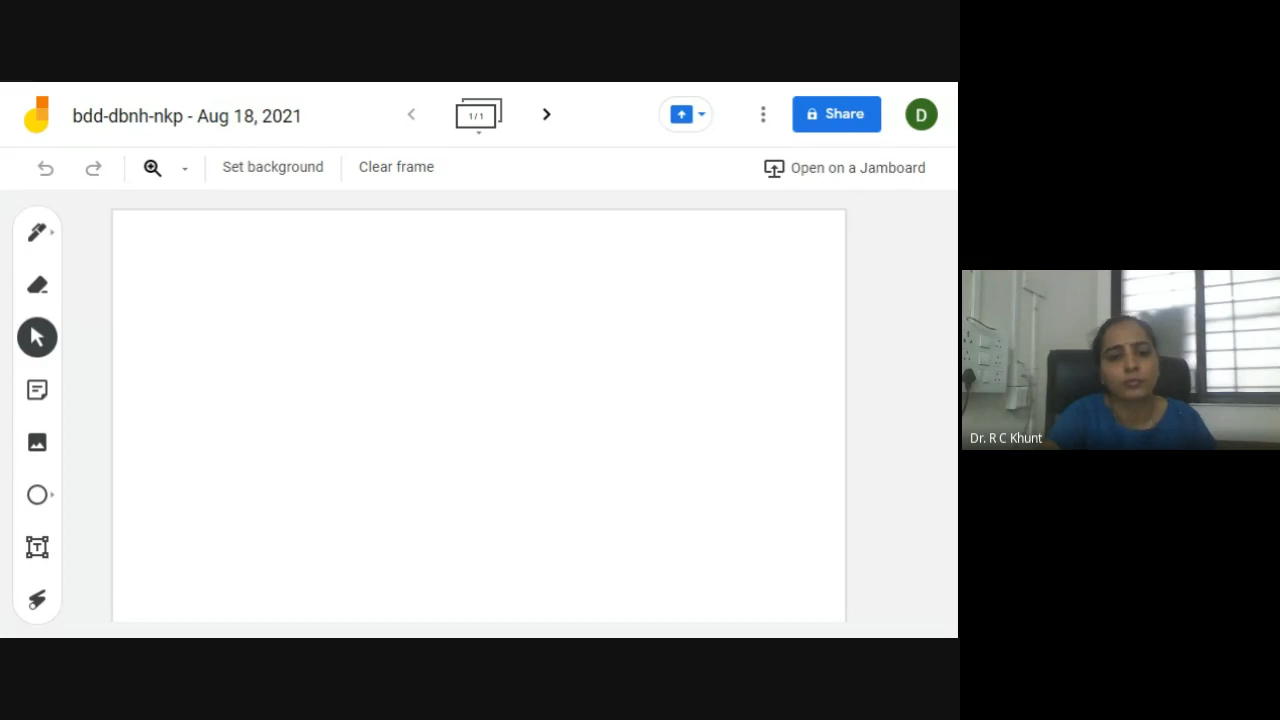 bdd-dbnh-nkp - Aug 18, 2021
1/1
Share
D
Set background
Clear frame
Open on a Jamboard
T
Dr. R C Khunt